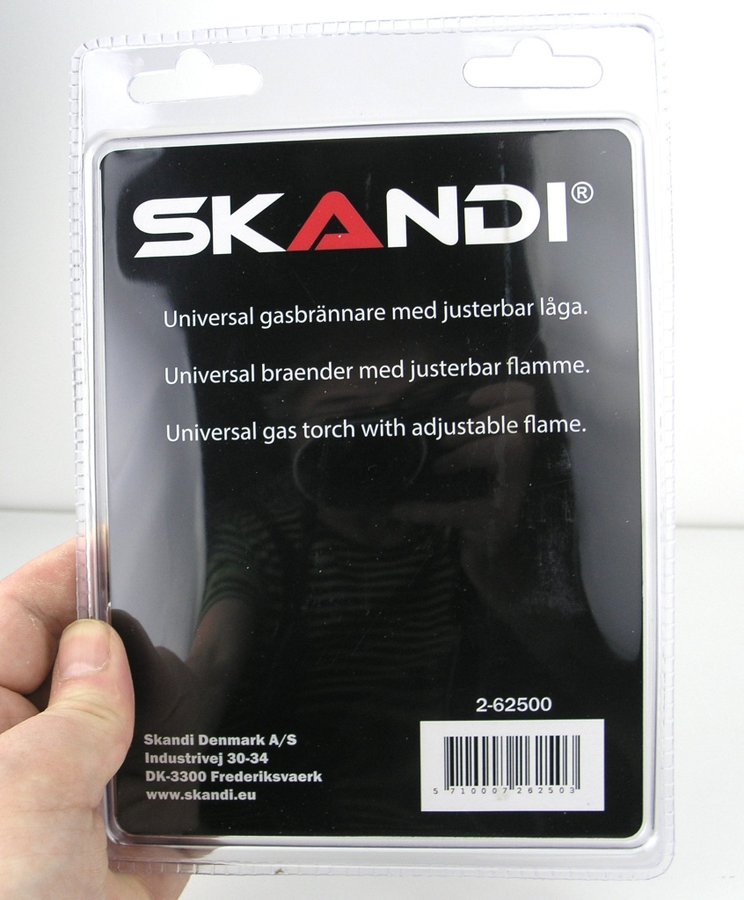 SKANDI®
Universal gasbrännare med justerbar låga.
Universal braender med justerbar flamme.
Universal gas torch with adjustable flame.
2-62500
Skandi Denmark A/S
Industrivej 30-34
DK-3300 Frederiksvaerk
www.skandi.eu
5 710007 262503